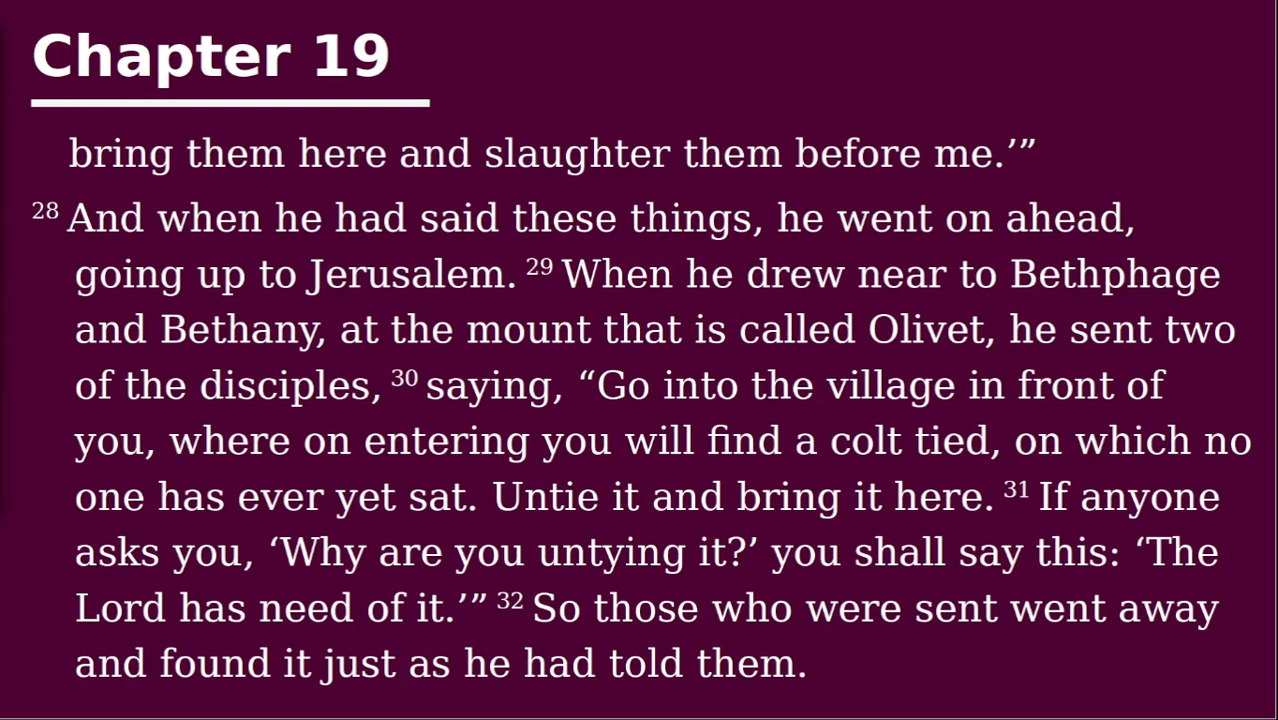 Chapter 19
bring them here and slaughter them before me.’”
28 And when he had said these things, he went on ahead,
going up to Jerusalem. 29 When he drew near to Bethphage
and Bethany, at the mount that is called Olivet, he sent two
of the disciples, 30 saying, “Go into the village in front of
you, where on entering you will find a colt tied, on which no
one has ever yet sat. Untie it and bring it here. 31 If anyone
asks you, ‘Why are you untying it?’ you shall say this: ‘The
Lord has need of it.’” 32 So those who were sent went away
and found it just as he had told them.